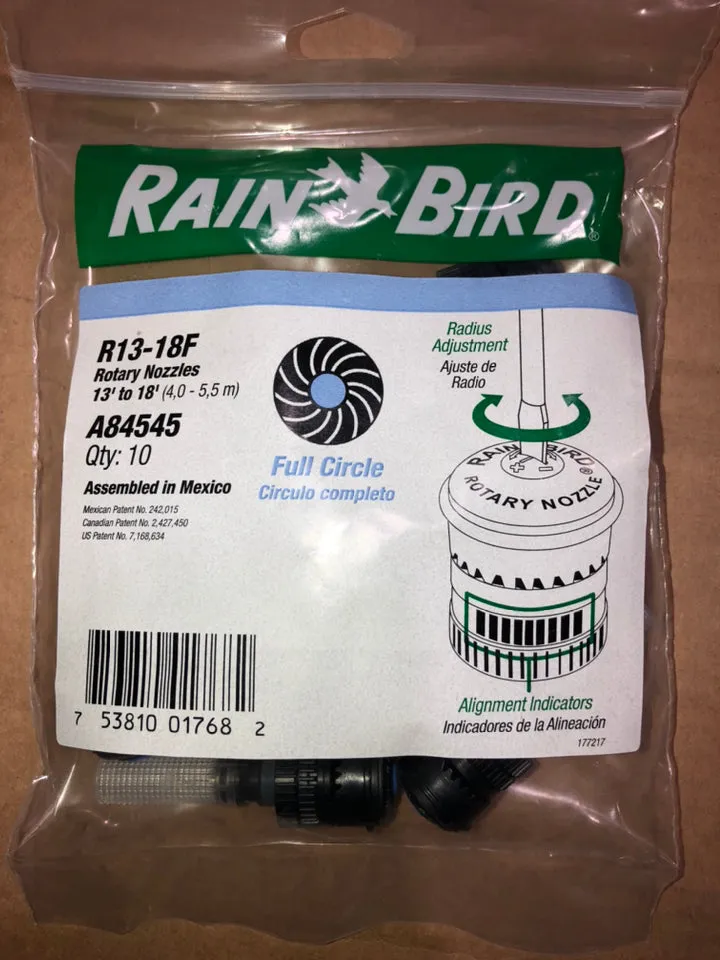 RAIN BIRD®
R13-18F
Rotary Nozzles
13' to 18' (4,0 - 5,5 m)
A84545
Qty: 10
Assembled in Mexico
Mexican Patent No. 242,015
Canadian Patent No. 2,427,450
US Patent No. 7,168,634
Full Circle
Circulo completo
Radius
Adjustment
Ajuste de
Radio
RAIN BIRD®
+ -
ROTARY NOZZLE
Alignment Indicators
Indicadores de la Alineación
177217
7 53810 01768 2